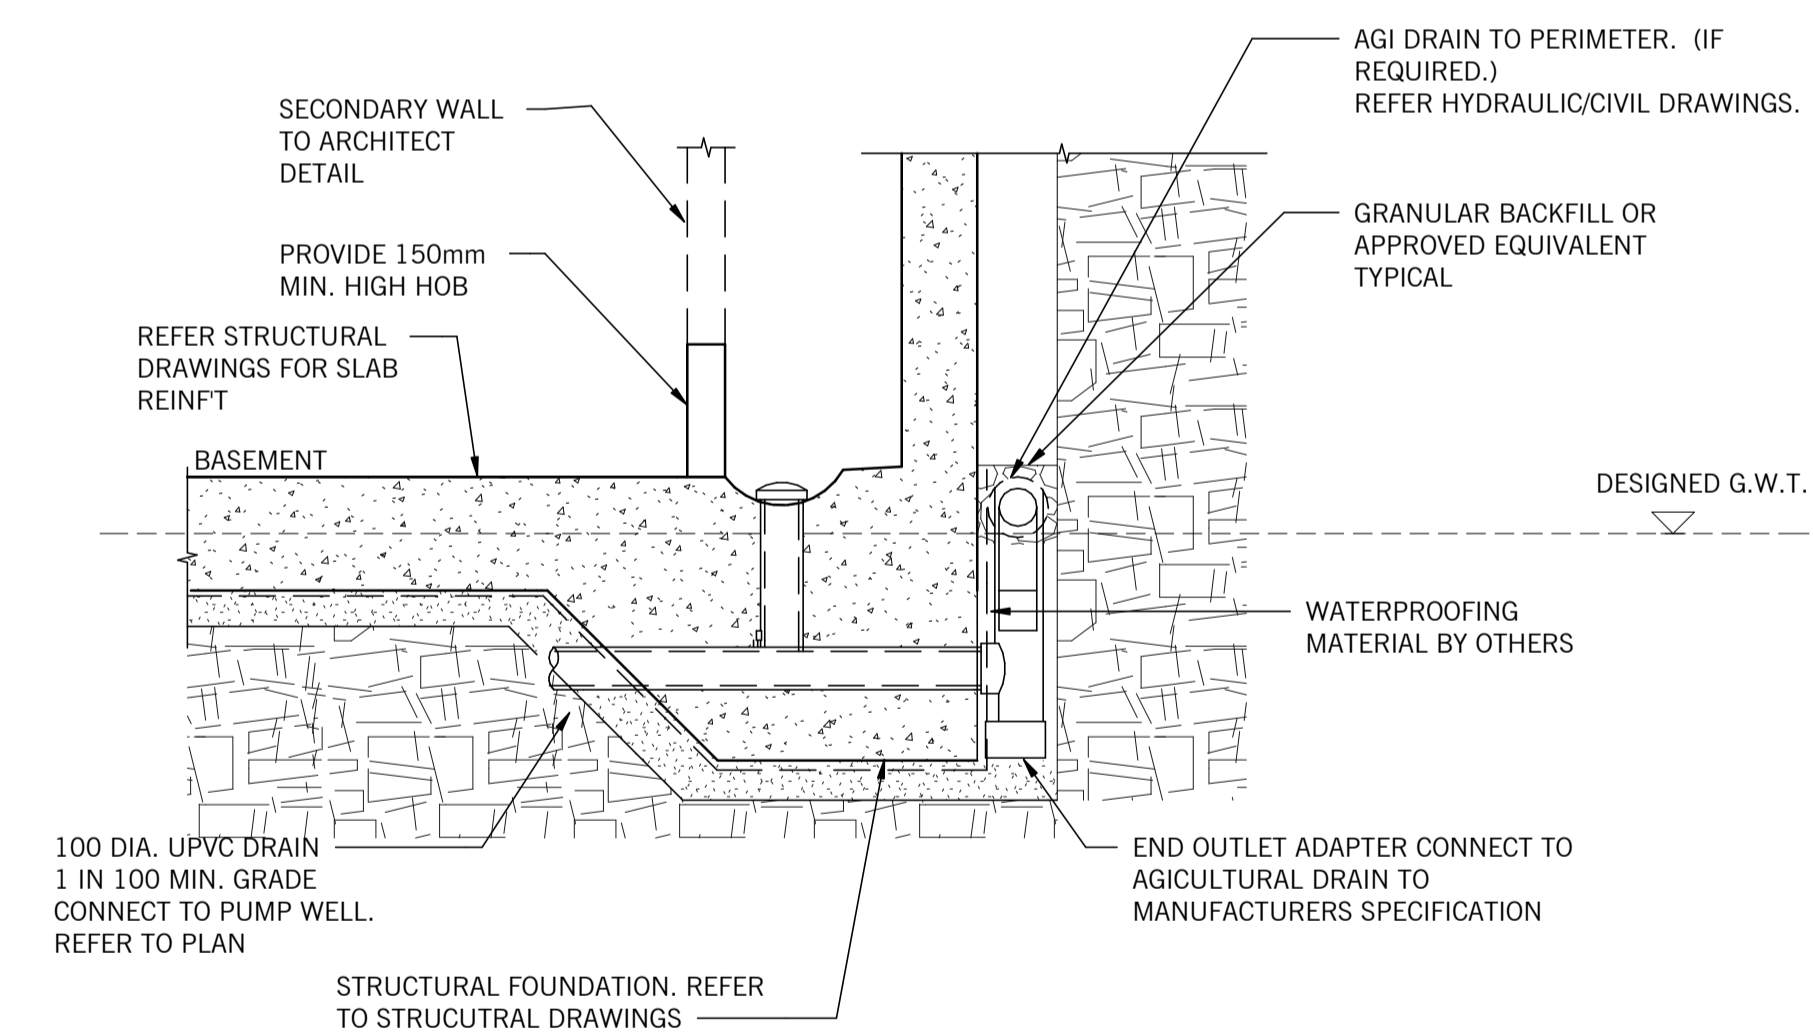 AGI DRAIN TO PERIMETER. (IF
REQUIRED.)
REFER HYDRAULIC/CIVIL DRAWINGS.
SECONDARY WALL
TO ARCHITECT
DETAIL
GRANULAR BACKFILL OR
APPROVED EQUIVALENT
TYPICAL
PROVIDE 150mm
MIN. HIGH HOB
REFER STRUCTURAL
DRAWINGS FOR SLAB
REINF'T
BASEMENT
DESIGNED G.W.T.
WATERPROOFING
MATERIAL BY OTHERS
100 DIA. UPVC DRAIN
1 IN 100 MIN. GRADE
CONNECT TO PUMP WELL.
REFER TO PLAN
END OUTLET ADAPTER CONNECT TO
AGICULTURAL DRAIN TO
MANUFACTURERS SPECIFICATION
STRUCTURAL FOUNDATION. REFER
TO STRUCUTRAL DRAWINGS